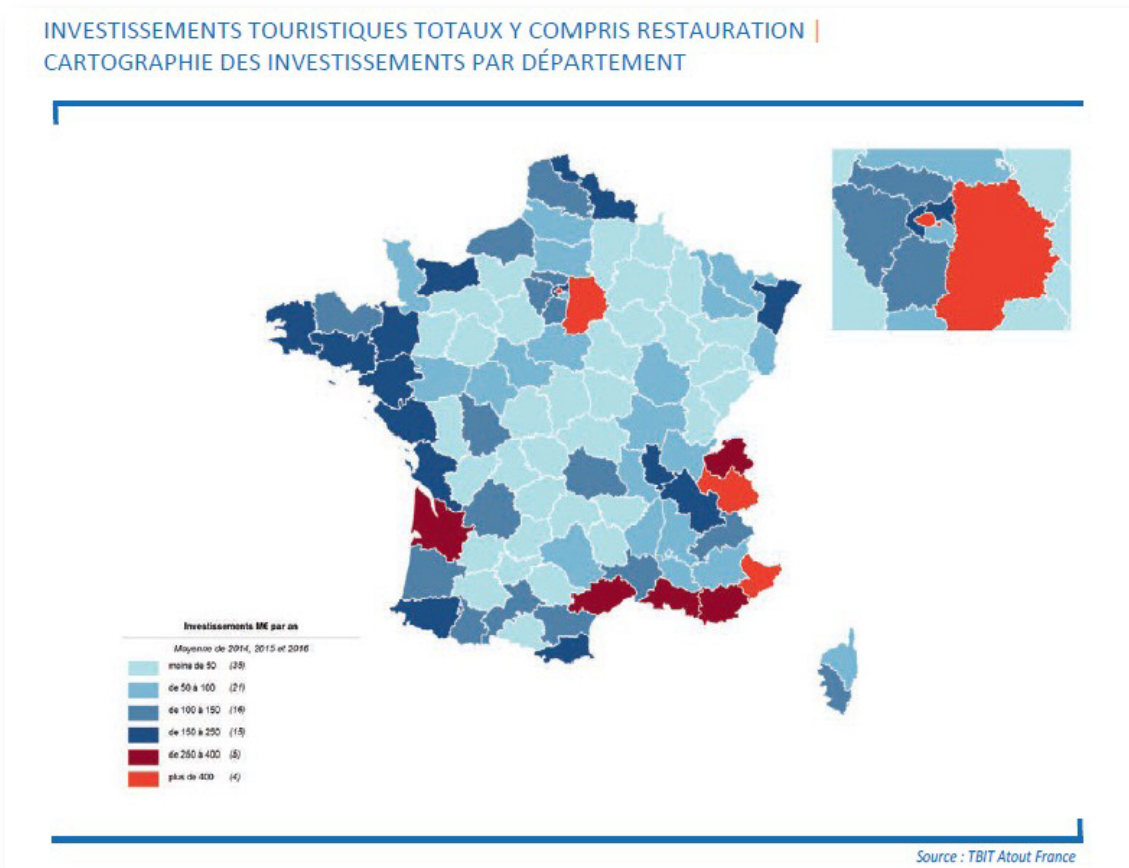 INVESTISSEMENTS TOURISTIQUES TOTAUX Y COMPRIS RESTAURATION |
CARTOGRAPHIE DES INVESTISSEMENTS PAR DÉPARTEMENT
Investissements M€ par an
Moyenne de 2014, 2015 et 2016
moins de 50 (35)
de 50 à 100 (21)
de 100 à 150 (16)
de 150 à 250 (15)
de 250 à 400 (5)
plus de 400 (4)
Source : TBIT Atout France